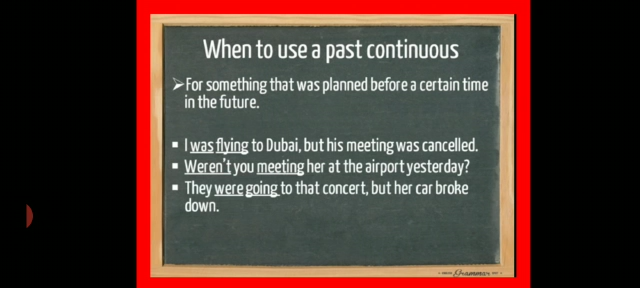 When to use a past continuous
➢For something that was planned before a certain time
in the future.
▪ I was flying to Dubai, but his meeting was cancelled.
▪ Weren't you meeting her at the airport yesterday?
▪ They were going to that concert, but her car broke
down.
Grammar